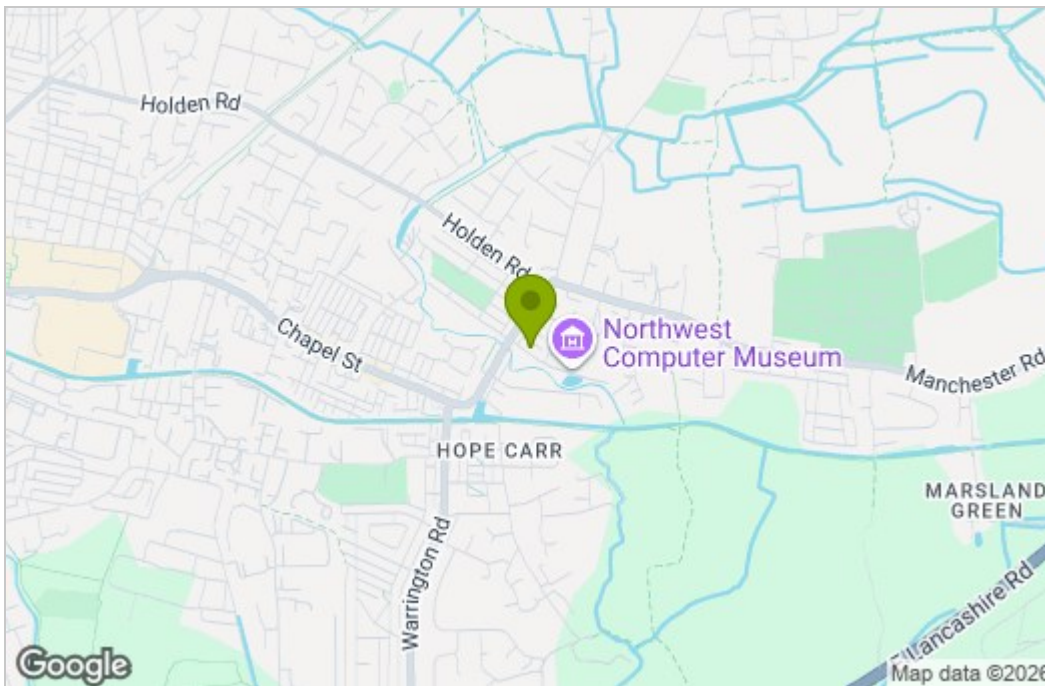 Holden Rd
Holden Rd
Northwest
Computer Museum
Chapel St
Manchester Rd
HOPE CARR
MARSLAND
GREEN
Warrington Rd
E Lancashire Rd
Google
Map data ©2026